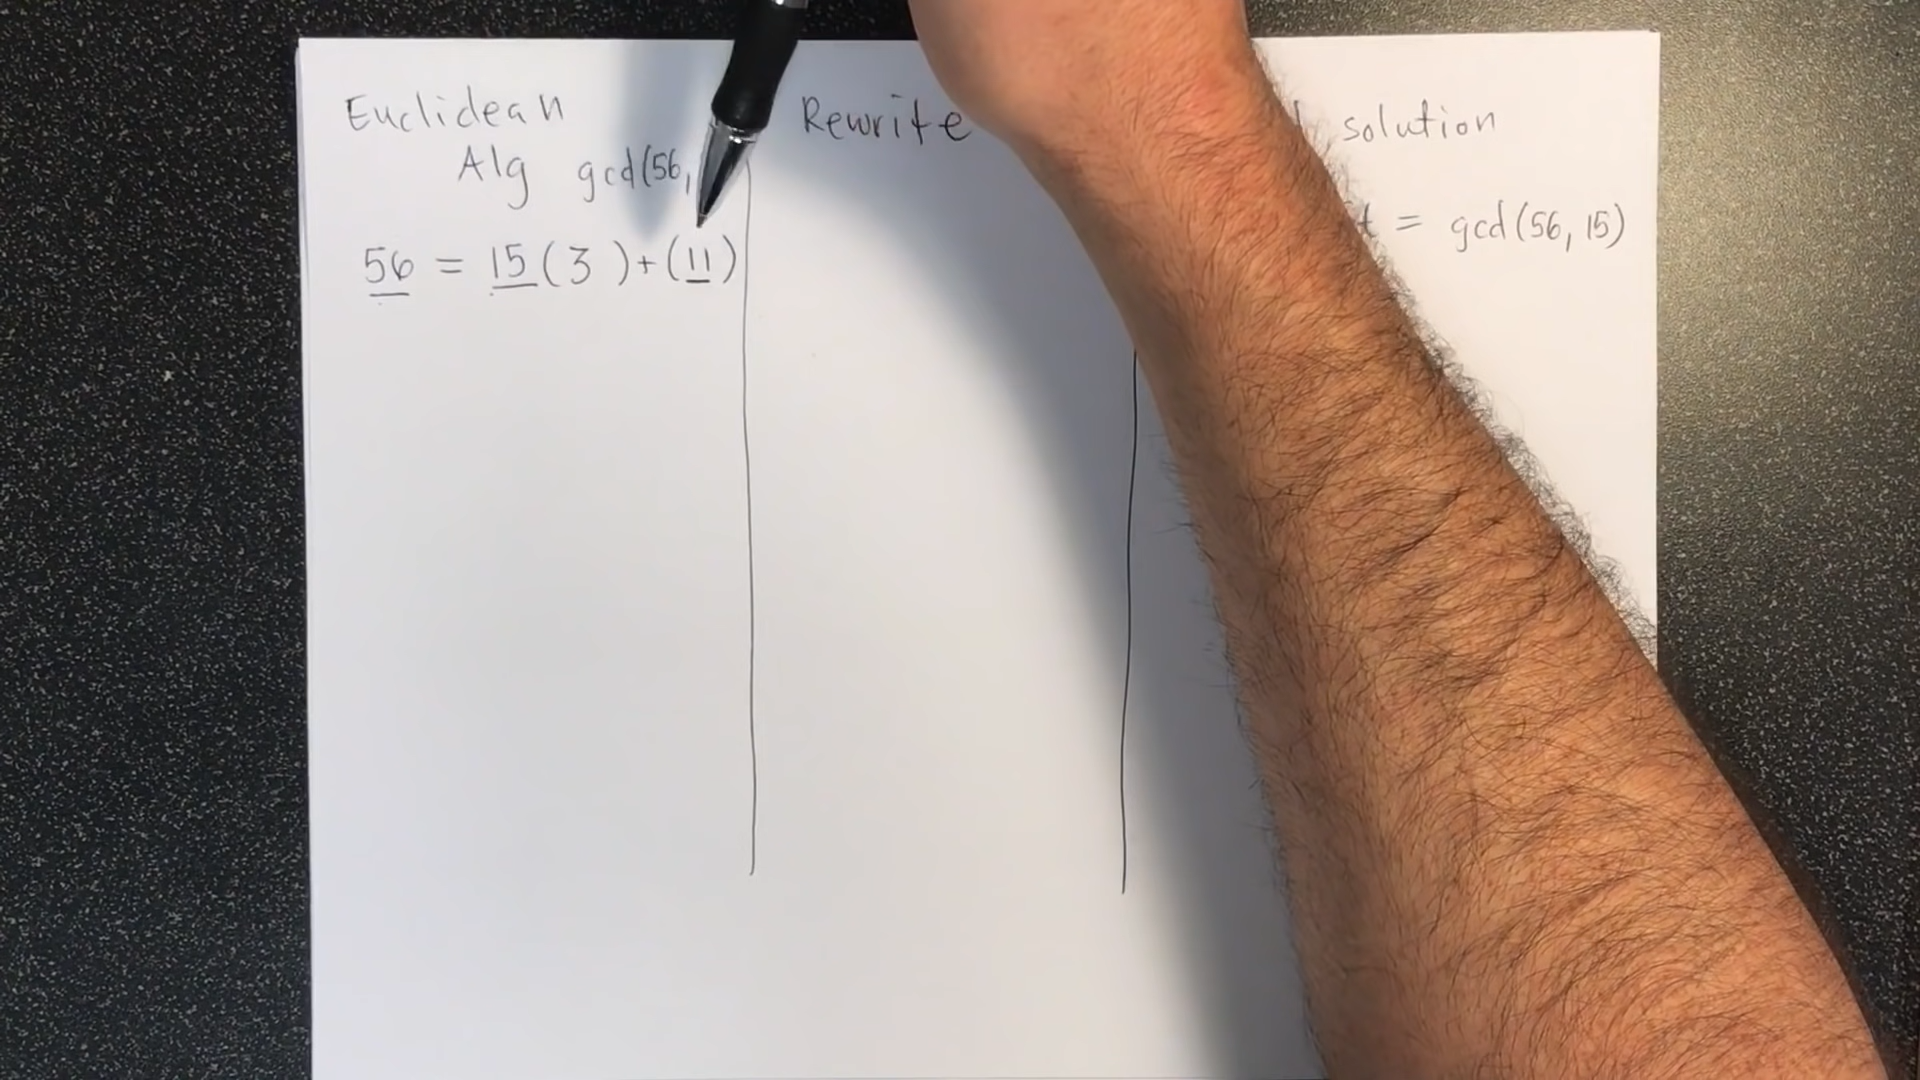 Euclidean
Alg gcd(56,
56 = 15(3)+(11)
Rewrite
solution
t = gcd(56, 15)